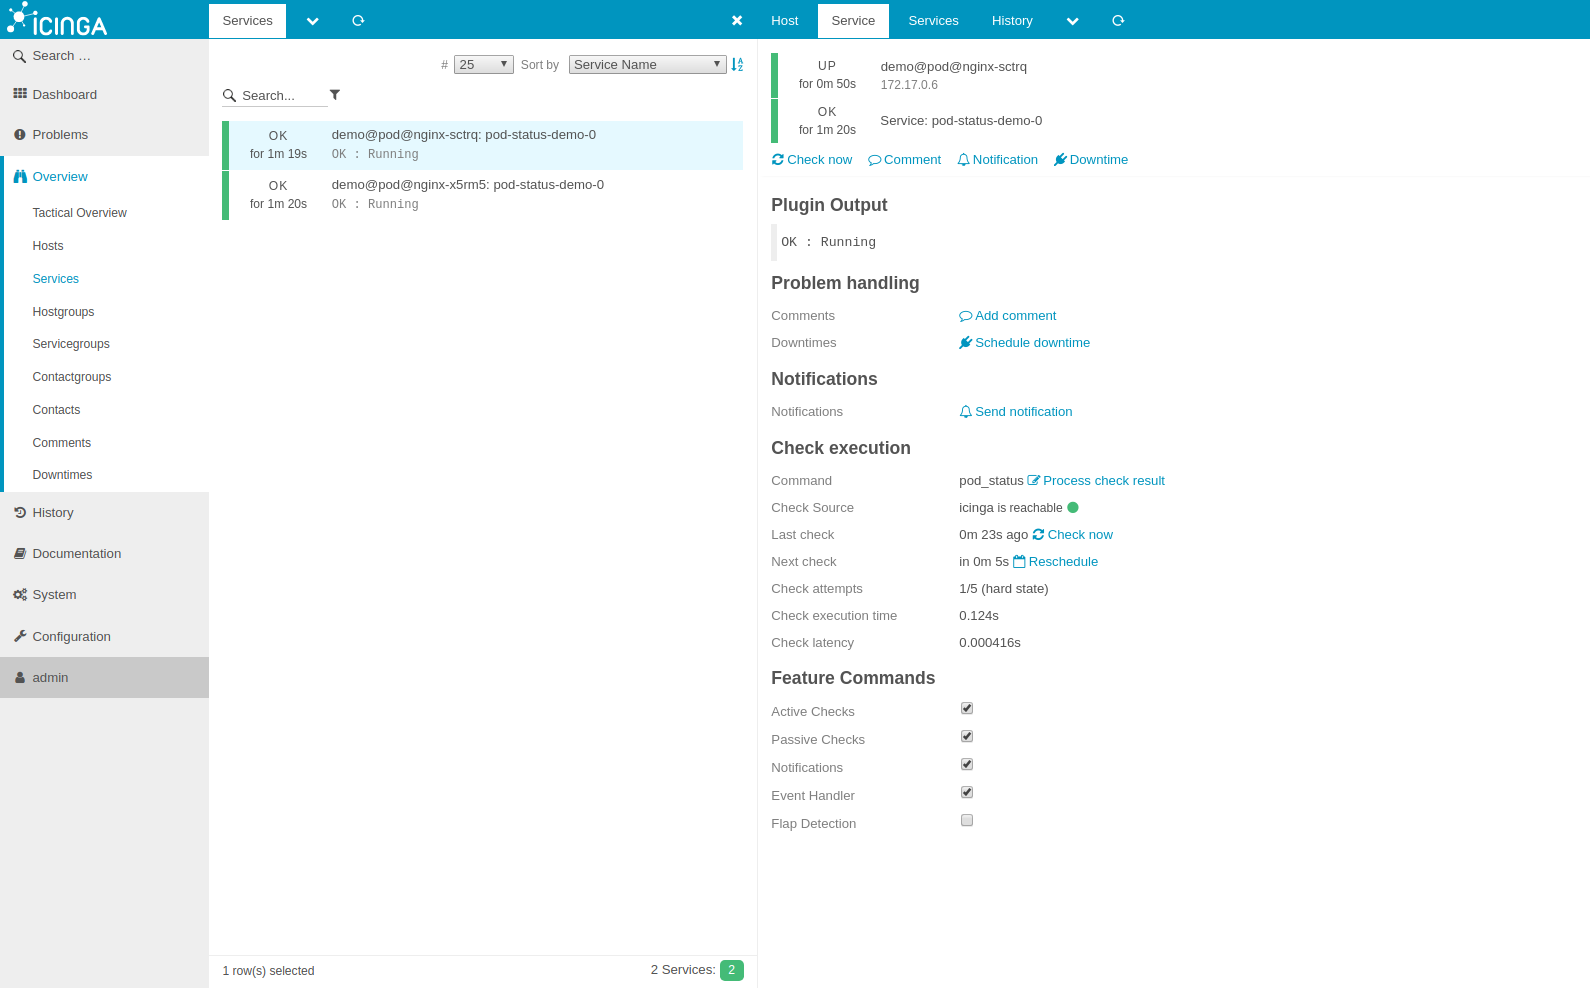 ICINGA
Services
Host Service Services History
Search …
Dashboard
Problems
Overview
Tactical Overview
Hosts
Services
Hostgroups
Servicegroups
Contactgroups
Contacts
Comments
Downtimes
History
Documentation
System
Configuration
admin
# 25 Sort by Service Name
Search...
OK demo@pod@nginx-sctrq: pod-status-demo-0
for 1m 19s OK : Running
OK demo@pod@nginx-x5rm5: pod-status-demo-0
for 1m 20s OK : Running
1 row(s) selected 2 Services: 2
UP demo@pod@nginx-sctrq
for 0m 50s 172.17.0.6
OK
for 1m 20s Service: pod-status-demo-0
Check now Comment Notification Downtime
Plugin Output
OK : Running
Problem handling
Comments Add comment
Downtimes Schedule downtime
Notifications
Notifications Send notification
Check execution
Command pod_status Process check result
Check Source icinga is reachable
Last check 0m 23s ago Check now
Next check in 0m 5s Reschedule
Check attempts 1/5 (hard state)
Check execution time 0.124s
Check latency 0.000416s
Feature Commands
Active Checks
Passive Checks
Notifications
Event Handler
Flap Detection